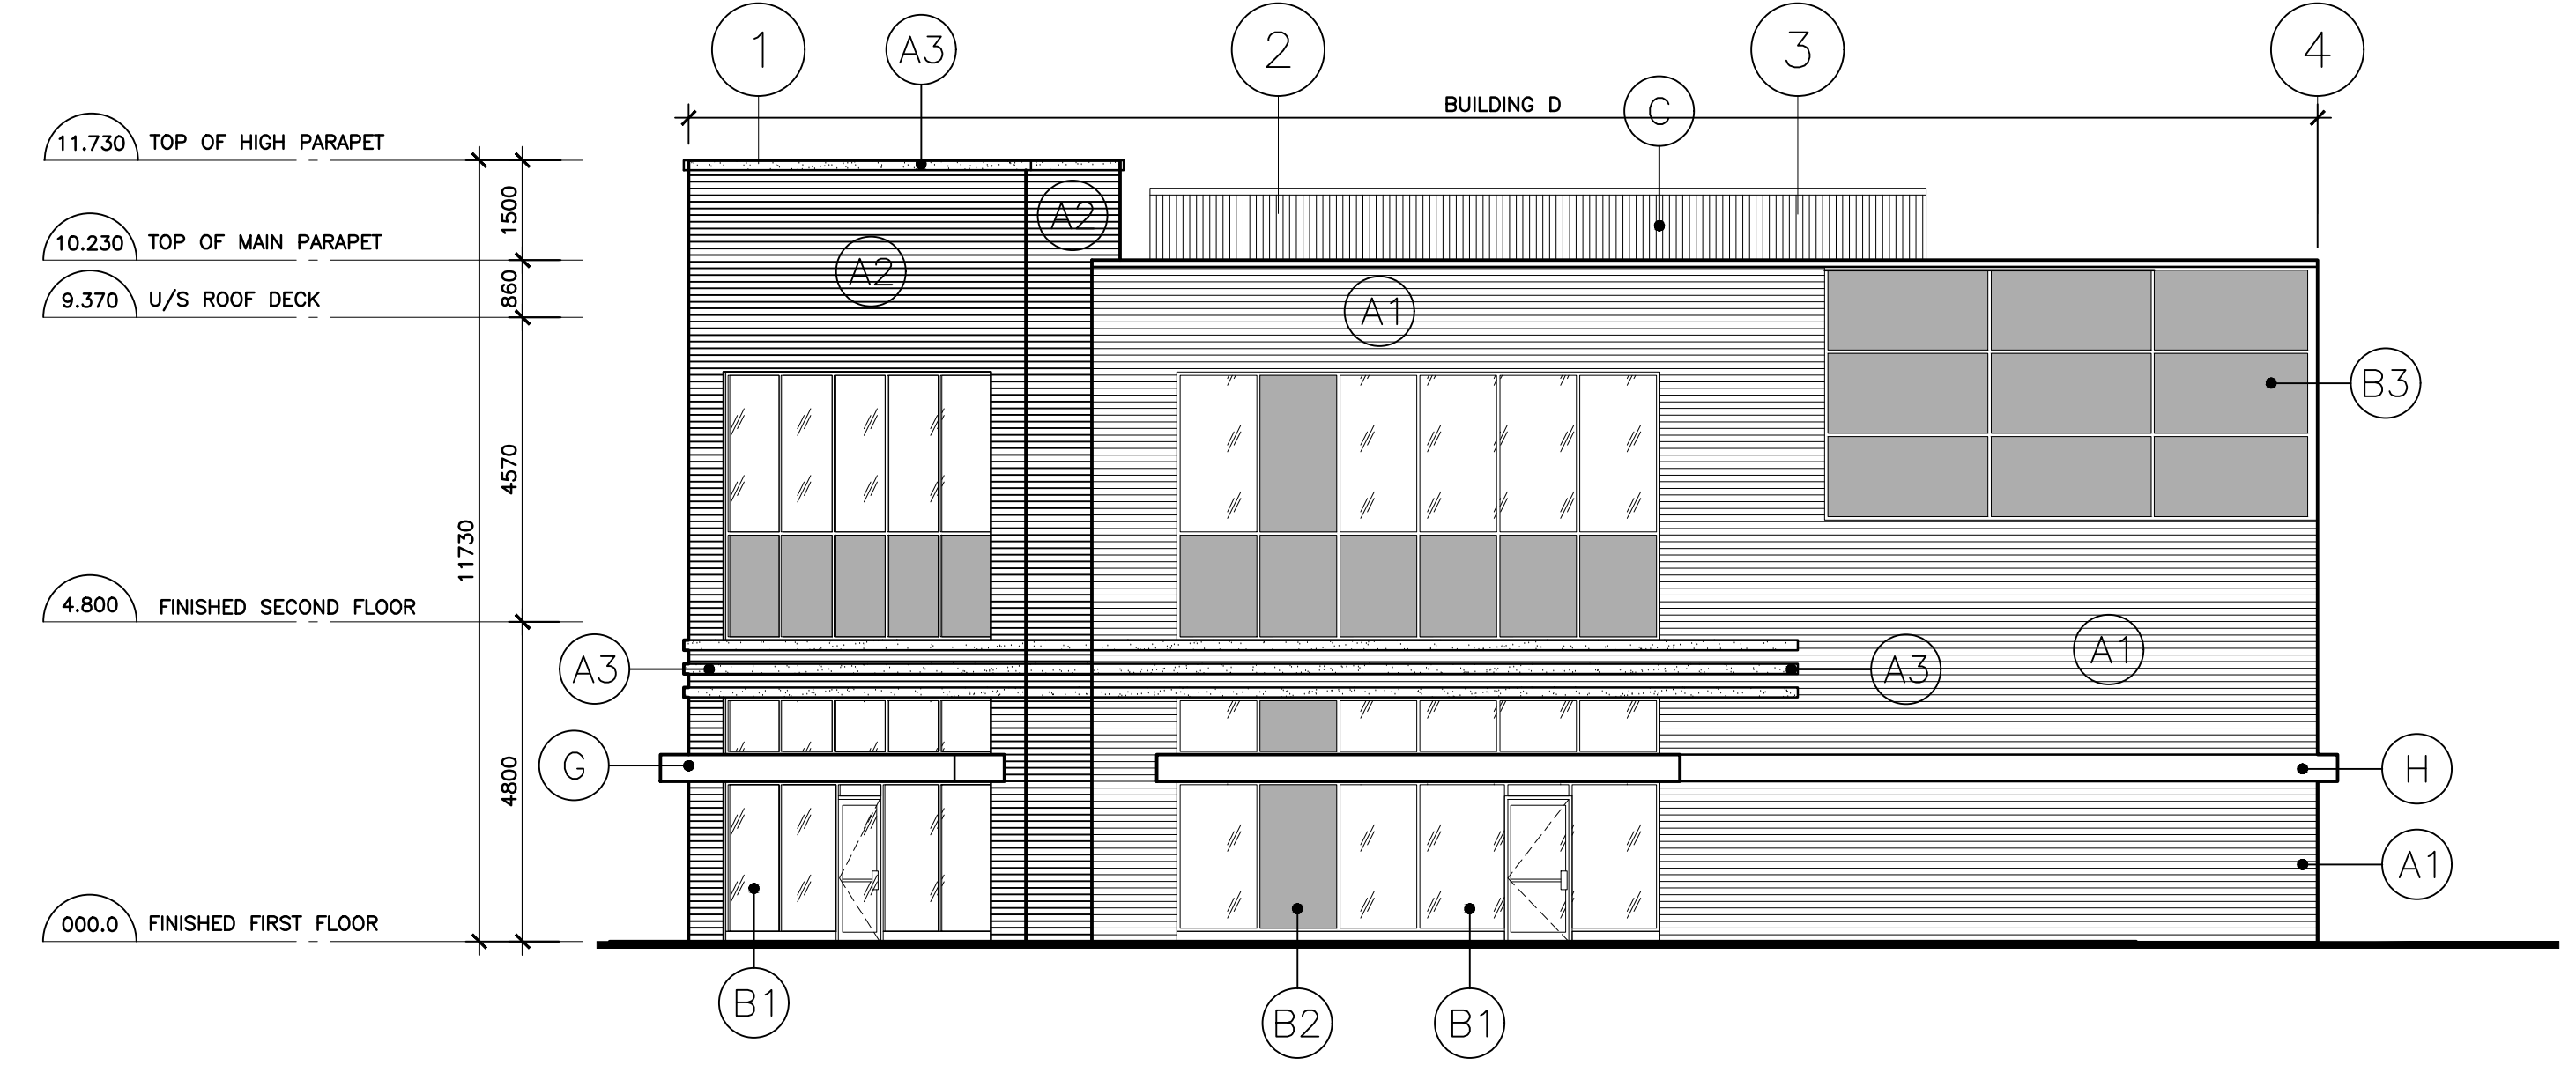 1
A3
2
3
4
BUILDING D
C
11.730 TOP OF HIGH PARAPET
1500
A2
10.230 TOP OF MAIN PARAPET
A2
860
9.370 U/S ROOF DECK
A1
B3
4570
11730
4.800 FINISHED SECOND FLOOR
A1
A3
A3
G
H
4800
A1
000.0 FINISHED FIRST FLOOR
B1
B2
B1